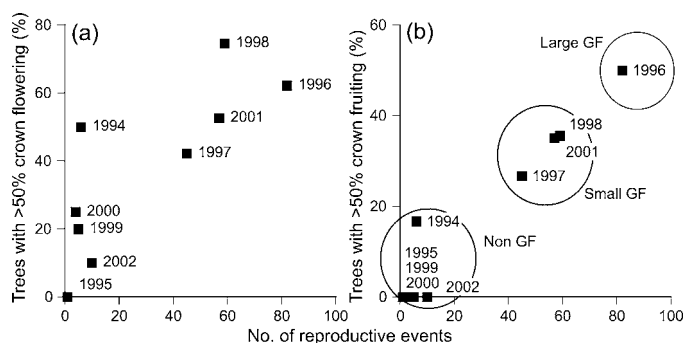 Trees with >50% crown flowering (%)
80
60
40
20
0
(a)
1998
1996
2001
1994
1997
2000
1999
2002
1995
0 20 40 60 80 100
Trees with >50% crown fruiting (%)
80
60
40
20
0
(b)
Large GF
1996
1998
2001
1997
Small GF
1994
Non GF
1995
1999
2000
2002
0 20 40 60 80 100
No. of reproductive events